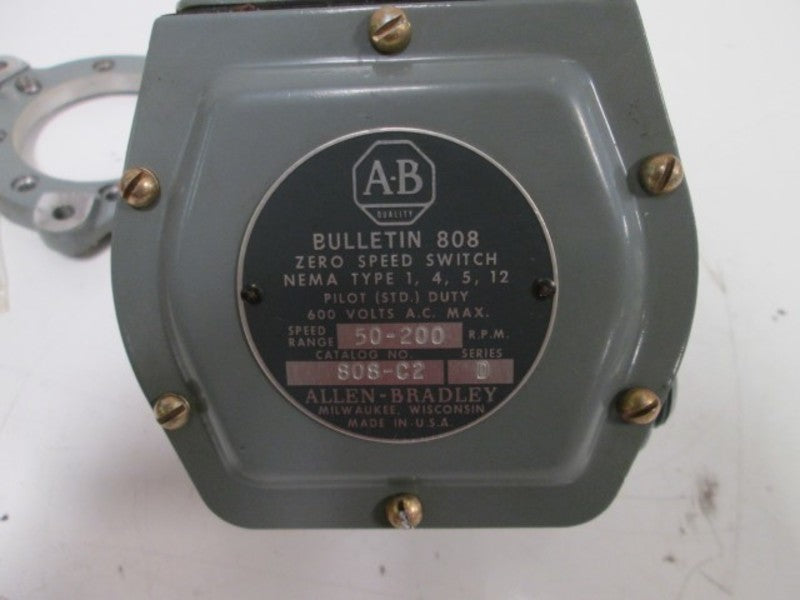 A-B
QUALITY
BULLETIN 808
ZERO SPEED SWITCH
NEMA TYPE 1, 4, 5, 12
PILOT (STD.) DUTY
600 VOLTS A.C. MAX.
SPEED RANGE 50-200 R.P.M.
CATALOG NO. SERIES
808-C2 D
ALLEN-BRADLEY
MILWAUKEE, WISCONSIN
MADE IN U.S.A.